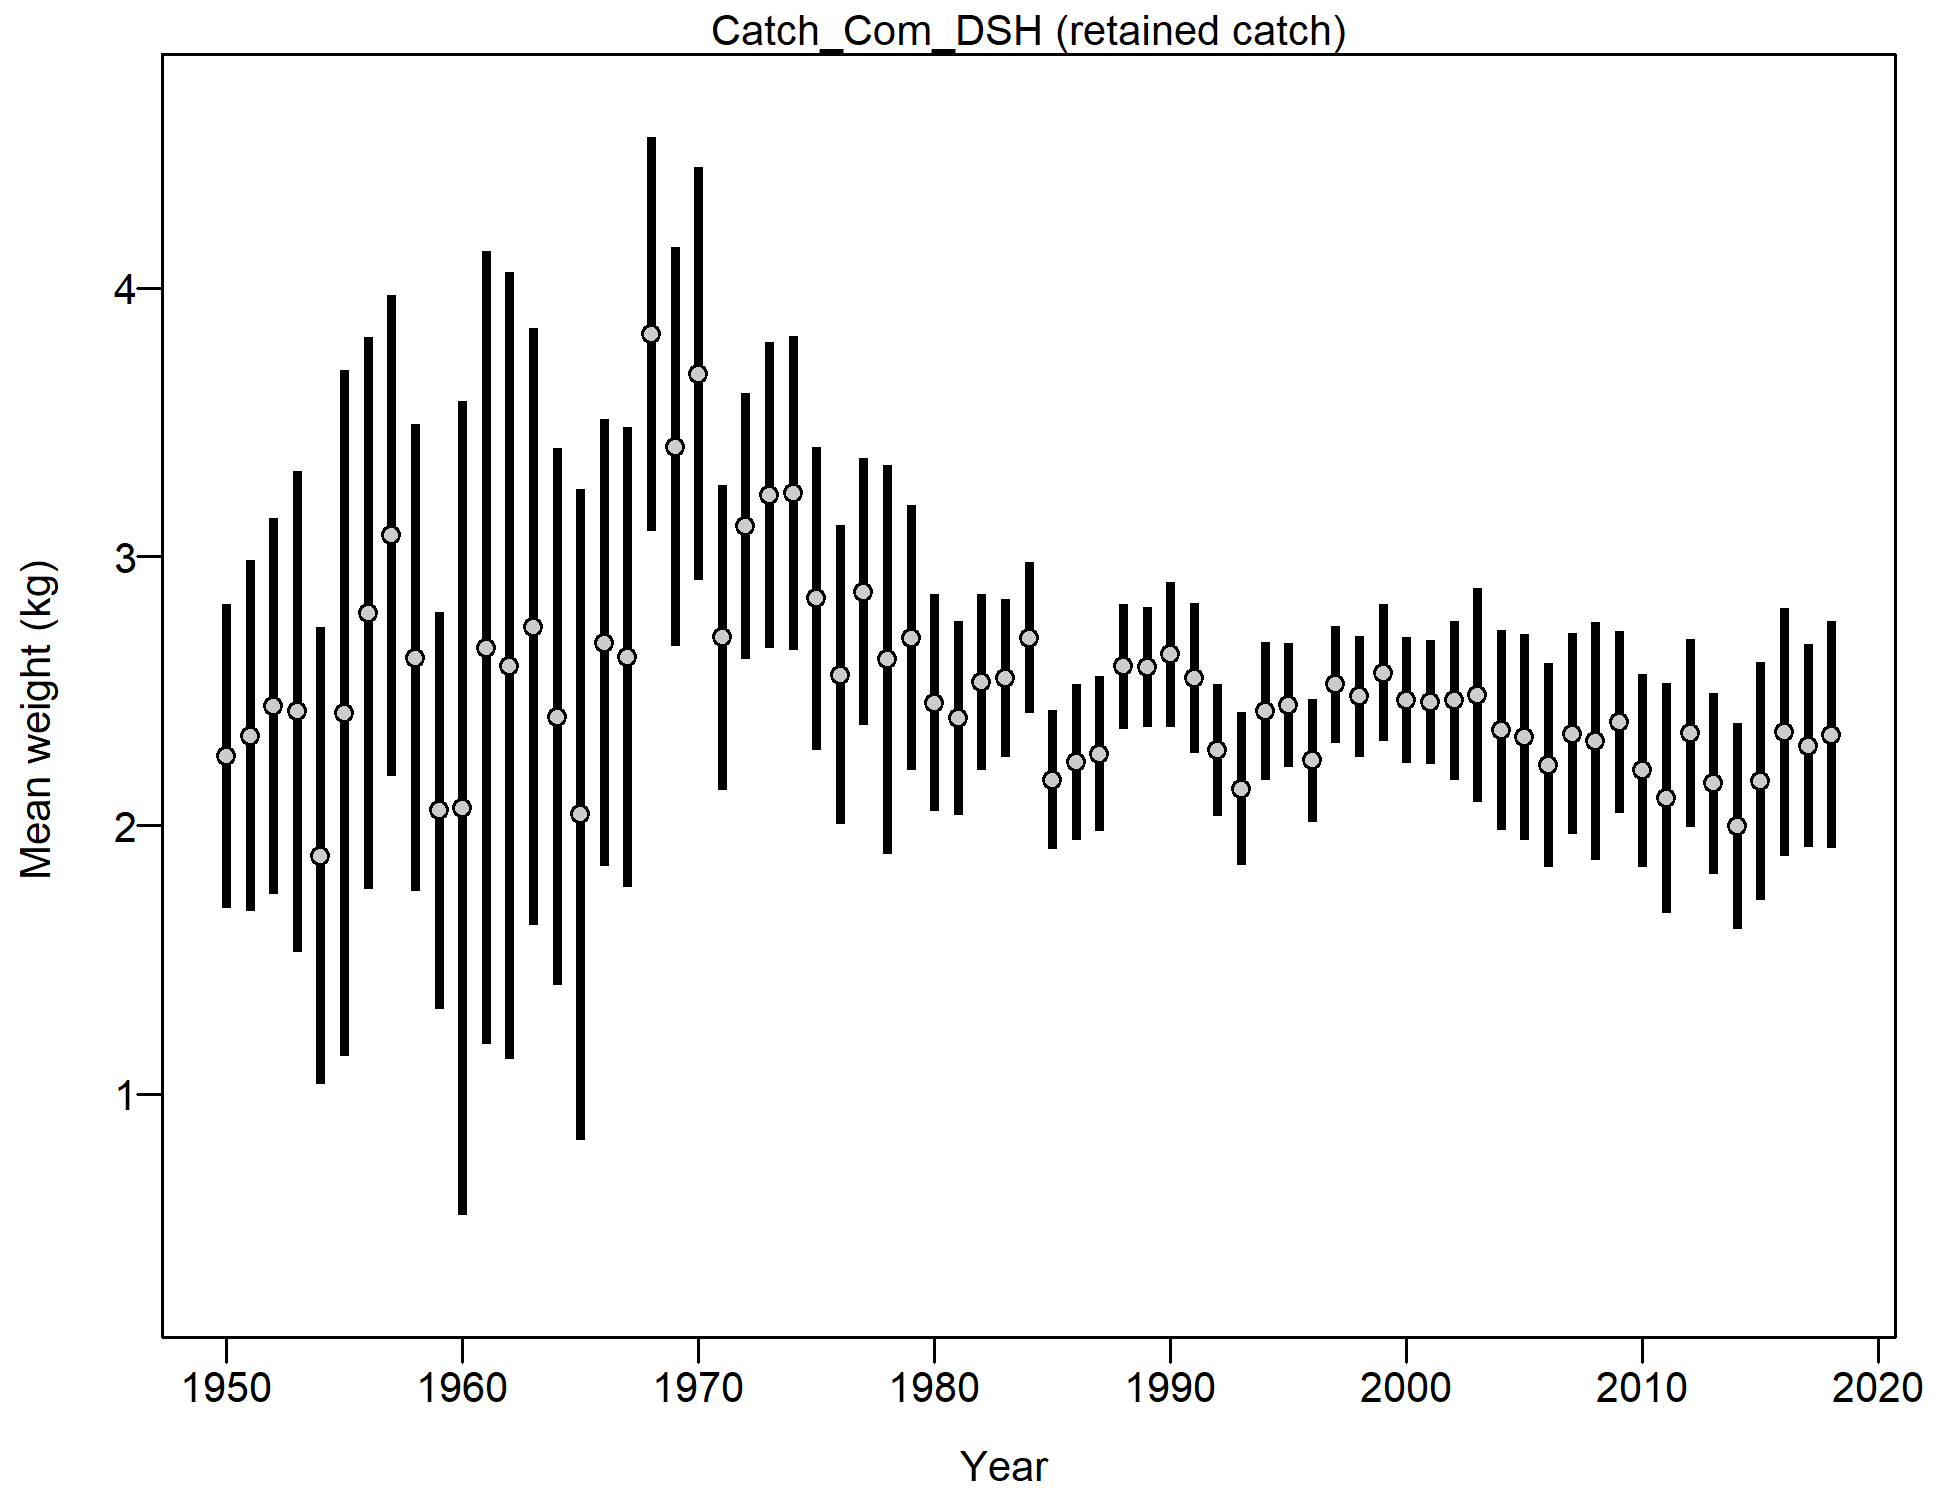 Catch_Com_DSH (retained catch)
4
3
2
1
Mean weight (kg)
1950 1960 1970 1980 1990 2000 2010 2020
Year